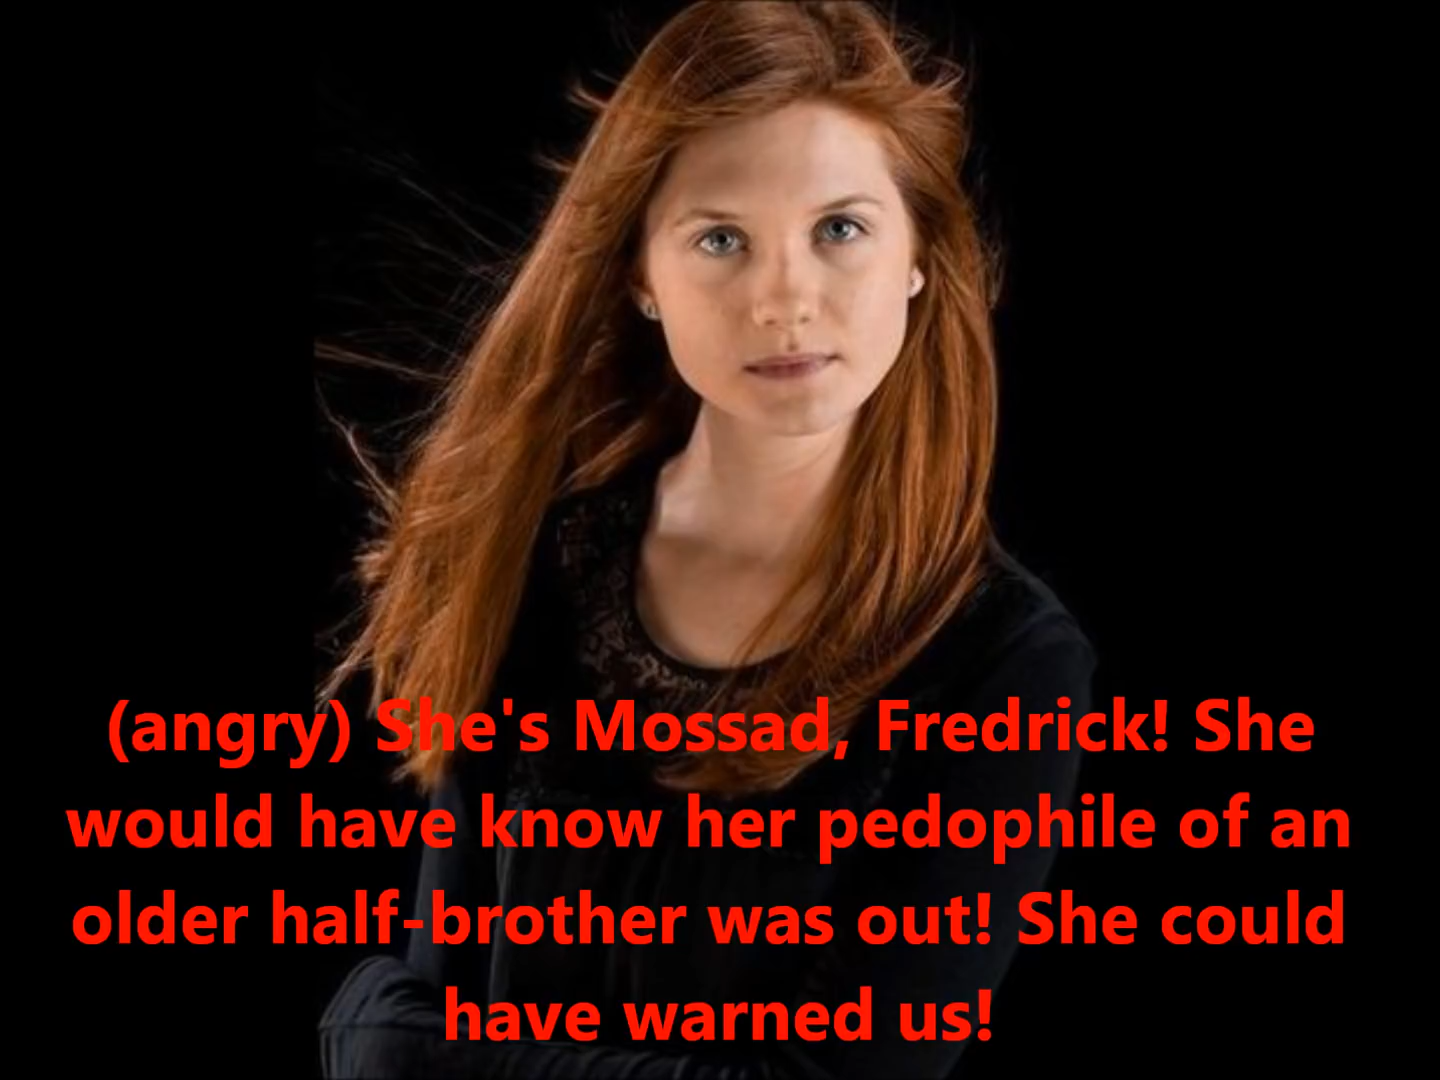 (angry) She's Mossad, Fredrick! She
would have know her pedophile of an
older half-brother was out! She could
have warned us!